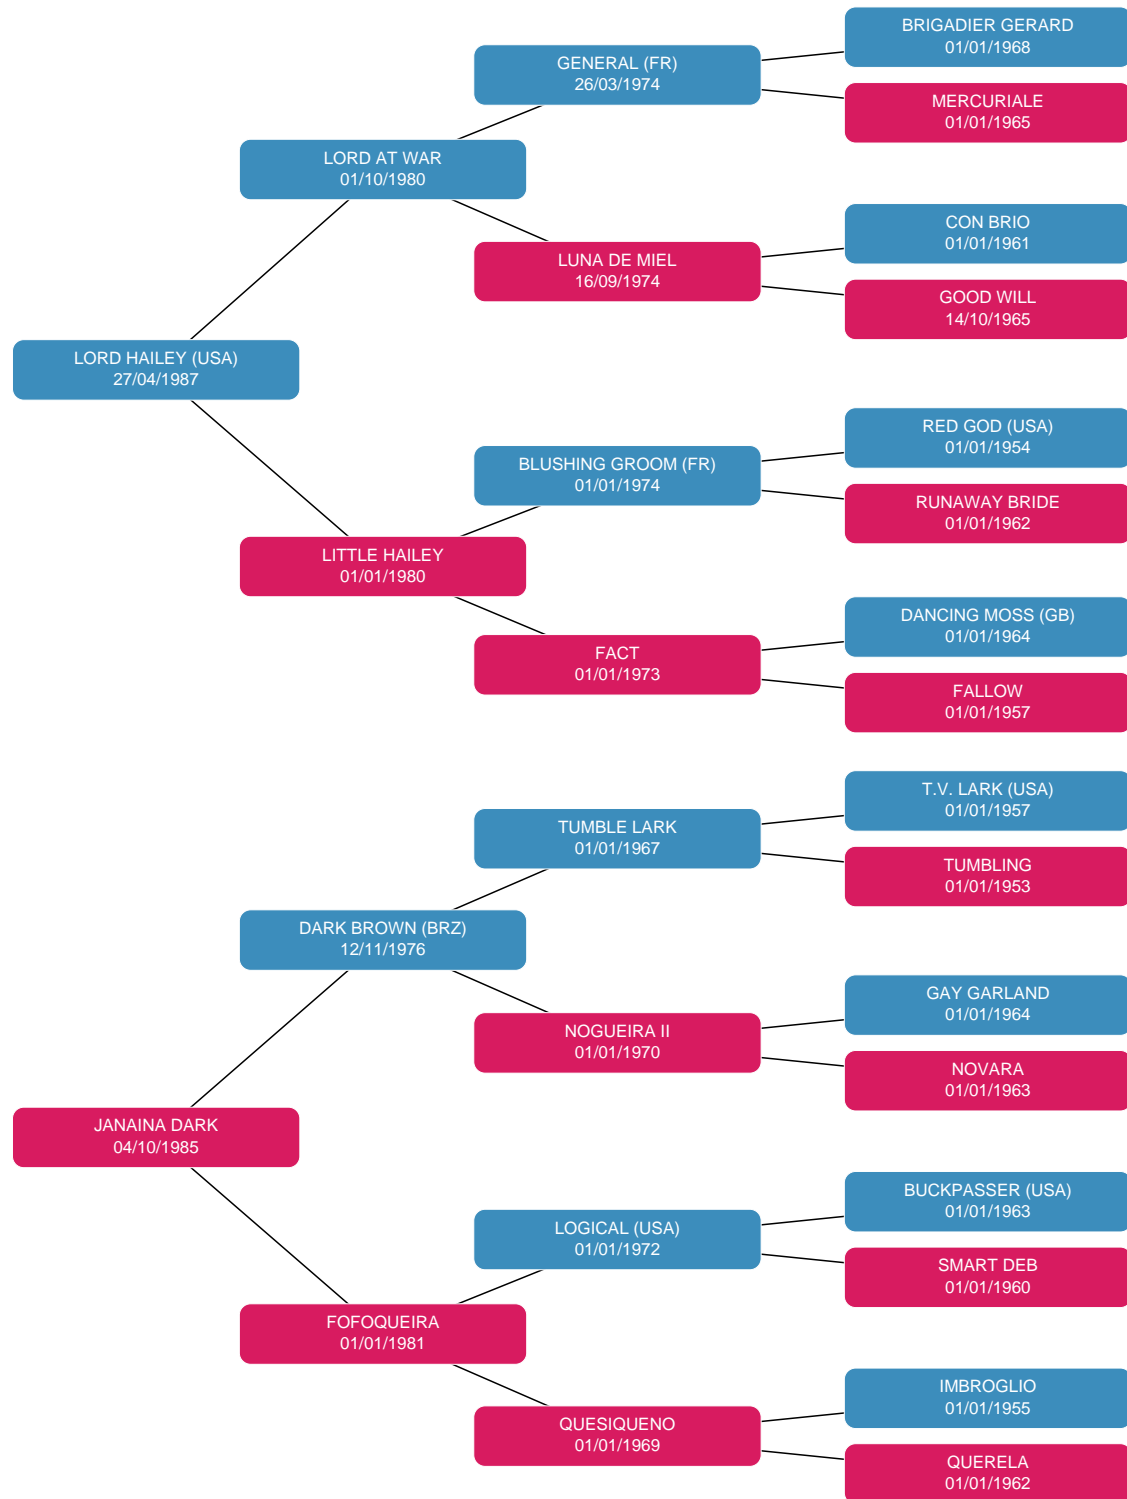 BRIGADIER GERARD
01/01/1968
GENERAL (FR)
26/03/1974
MERCURIALE
01/01/1965
LORD AT WAR
01/10/1980
CON BRIO
01/01/1961
LUNA DE MIEL
16/09/1974
GOOD WILL
14/10/1965
LORD HAILEY (USA)
27/04/1987
RED GOD (USA)
01/01/1954
BLUSHING GROOM (FR)
01/01/1974
RUNAWAY BRIDE
01/01/1962
LITTLE HAILEY
01/01/1980
DANCING MOSS (GB)
01/01/1964
FACT
01/01/1973
FALLOW
01/01/1957
T.V. LARK (USA)
01/01/1957
TUMBLE LARK
01/01/1967
TUMBLING
01/01/1953
DARK BROWN (BRZ)
12/11/1976
GAY GARLAND
01/01/1964
NOGUEIRA II
01/01/1970
NOVARA
01/01/1963
JANAINA DARK
04/10/1985
BUCKPASSER (USA)
01/01/1963
LOGICAL (USA)
01/01/1972
SMART DEB
01/01/1960
FOFOQUEIRA
01/01/1981
IMBROGLIO
01/01/1955
QUESIQUENO
01/01/1969
QUERELA
01/01/1962